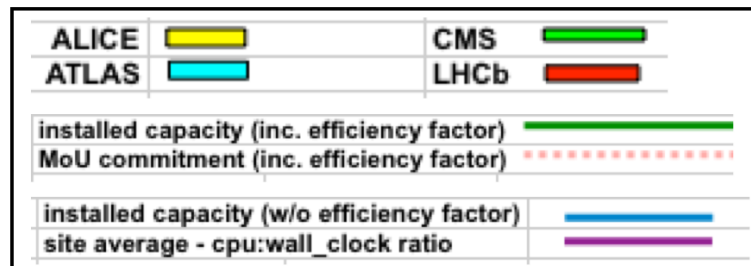 ALICE CMS
ATLAS LHCb
installed capacity (inc. efficiency factor)
MoU commitment (inc. efficiency factor)
installed capacity (w/o efficiency factor)
site average - cpu:wall_clock ratio